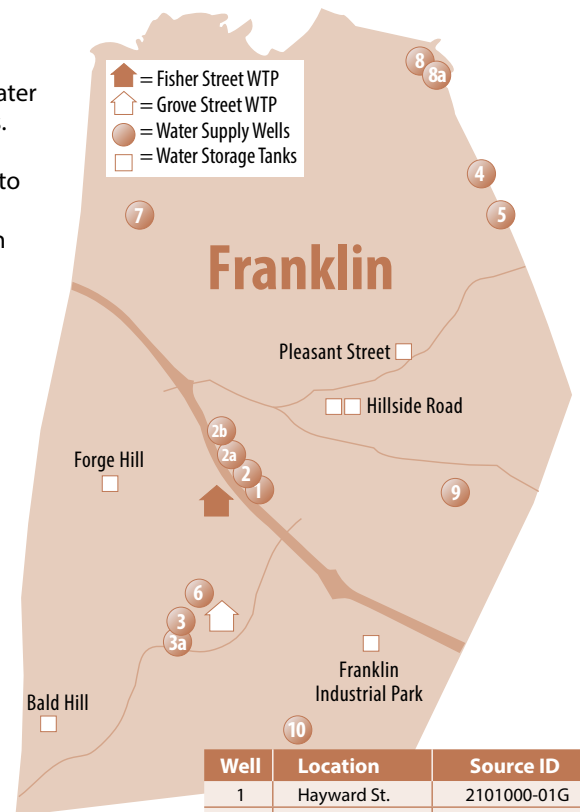 ater
.
to
= Fisher Street WTP
= Grove Street WTP
= Water Supply Wells
= Water Storage Tanks
8
8a
4
7
5
Franklin
Pleasant Street
Hillside Road
2b
2a
Forge Hill
2
1
9
6
3
3a
Franklin
Industrial Park
Bald Hill
10
Well Location Source ID
1 Hayward St. 2101000-01G